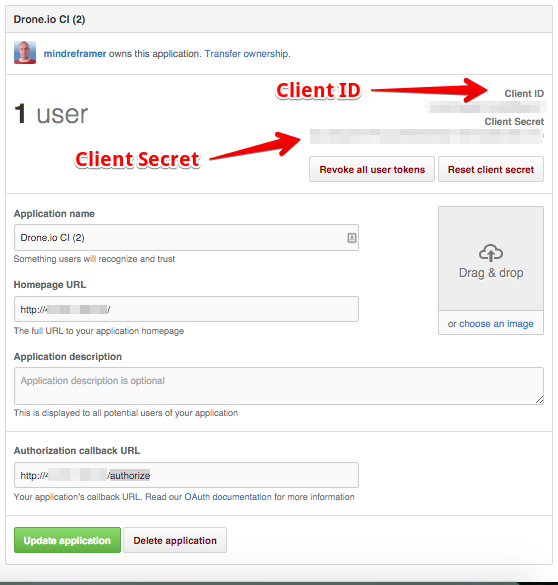 Drone.io CI (2)
mindreframer owns this application. Transfer ownership.
Client ID
Client ID
1 user
Client Secret
Client Secret
Revoke all user tokens
Reset client secret
Application name
Drone.io CI (2)
Something users will recognize and trust
Drag & drop
or choose an image
Homepage URL
http://4 /
The full URL to your application homepage
Application description
Application description is optional
This is displayed to all potential users of your application
Authorization callback URL
http://4 /authorize
Your application's callback URL. Read our OAuth documentation for more information
Update application
Delete application